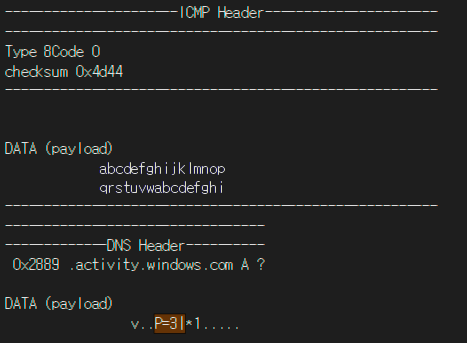 -----------------------ICMP Header-----------------------
---------------------------------------------------------
Type 8Code 0
checksum 0x4d44
---------------------------------------------------------
DATA (payload)
abcdefghijklmnop
qrstuvwabcdefghi
---------------------------------------------------------
----------------------------------
-------------DNS Header----------
0x2889 .activity.windows.com A ?
DATA (payload)
v..P=3|*1.....